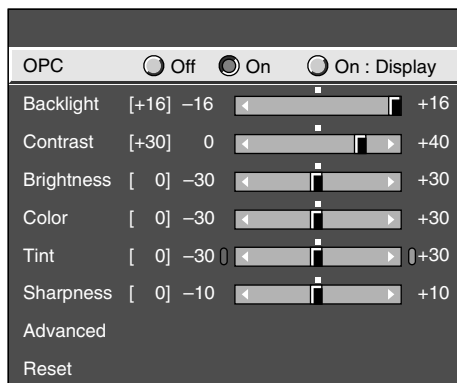 OPC Off On On : Display
Backlight [+16] –16 +16
Contrast [+30] 0 +40
Brightness [ 0] –30 +30
Color [ 0] –30 +30
Tint [ 0] –30 +30
Sharpness [ 0] –10 +10
Advanced
Reset